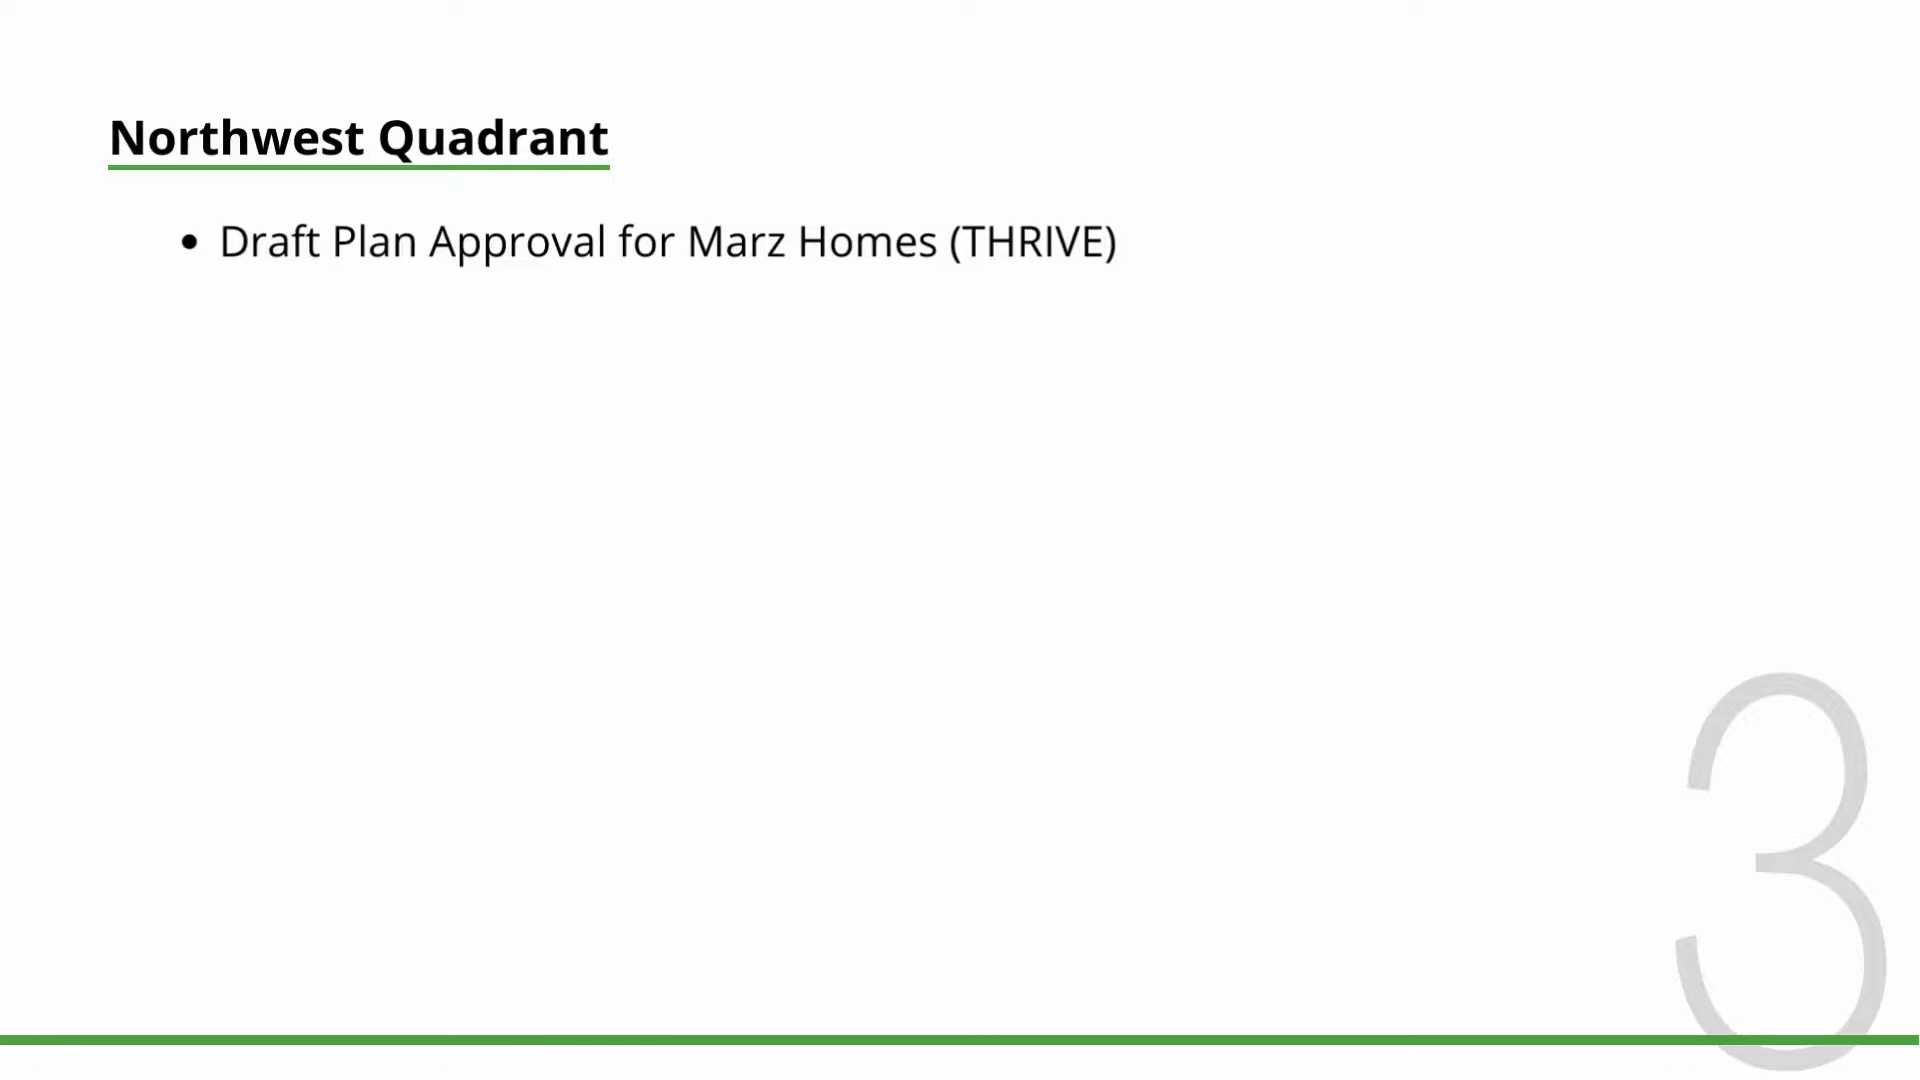 Northwest Quadrant
• Draft Plan Approval for Marz Homes (THRIVE)
3